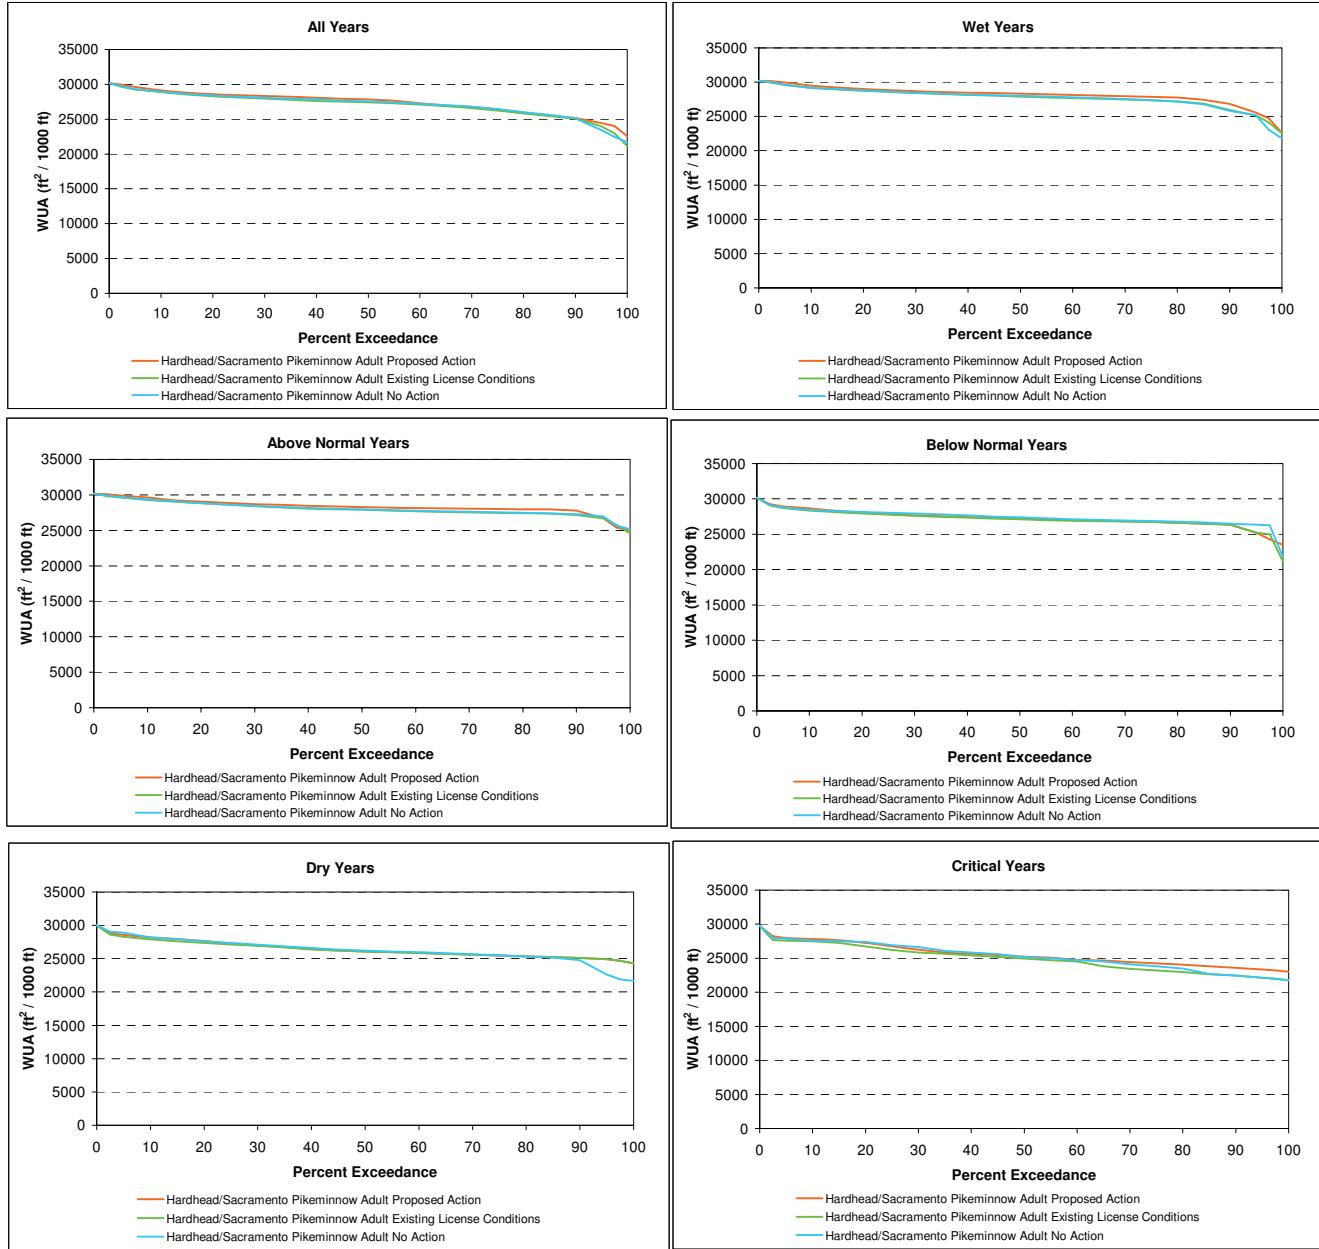 All Years
WUA (ft² / 1000 ft)
35000
30000
25000
20000
15000
10000
5000
0
0 10 20 30 40 50 60 70 80 90 100
Percent Exceedance
Hardhead/Sacramento Pikeminnow Adult Proposed Action
Hardhead/Sacramento Pikeminnow Adult Existing License Conditions
Hardhead/Sacramento Pikeminnow Adult No Action
Wet Years
WUA (ft² / 1000 ft)
35000
30000
25000
20000
15000
10000
5000
0
0 10 20 30 40 50 60 70 80 90 100
Percent Exceedance
Hardhead/Sacramento Pikeminnow Adult Proposed Action
Hardhead/Sacramento Pikeminnow Adult Existing License Conditions
Hardhead/Sacramento Pikeminnow Adult No Action
Above Normal Years
WUA (ft² / 1000 ft)
35000
30000
25000
20000
15000
10000
5000
0
0 10 20 30 40 50 60 70 80 90 100
Percent Exceedance
Hardhead/Sacramento Pikeminnow Adult Proposed Action
Hardhead/Sacramento Pikeminnow Adult Existing License Conditions
Hardhead/Sacramento Pikeminnow Adult No Action
Below Normal Years
WUA (ft² / 1000 ft)
35000
30000
25000
20000
15000
10000
5000
0
0 10 20 30 40 50 60 70 80 90 100
Percent Exceedance
Hardhead/Sacramento Pikeminnow Adult Proposed Action
Hardhead/Sacramento Pikeminnow Adult Existing License Conditions
Hardhead/Sacramento Pikeminnow Adult No Action
Dry Years
WUA (ft² / 1000 ft)
35000
30000
25000
20000
15000
10000
5000
0
0 10 20 30 40 50 60 70 80 90 100
Percent Exceedance
Hardhead/Sacramento Pikeminnow Adult Proposed Action
Hardhead/Sacramento Pikeminnow Adult Existing License Conditions
Hardhead/Sacramento Pikeminnow Adult No Action
Critical Years
WUA (ft² / 1000 ft)
35000
30000
25000
20000
15000
10000
5000
0
0 10 20 30 40 50 60 70 80 90 100
Percent Exceedance
Hardhead/Sacramento Pikeminnow Adult Proposed Action
Hardhead/Sacramento Pikeminnow Adult Existing License Conditions
Hardhead/Sacramento Pikeminnow Adult No Action